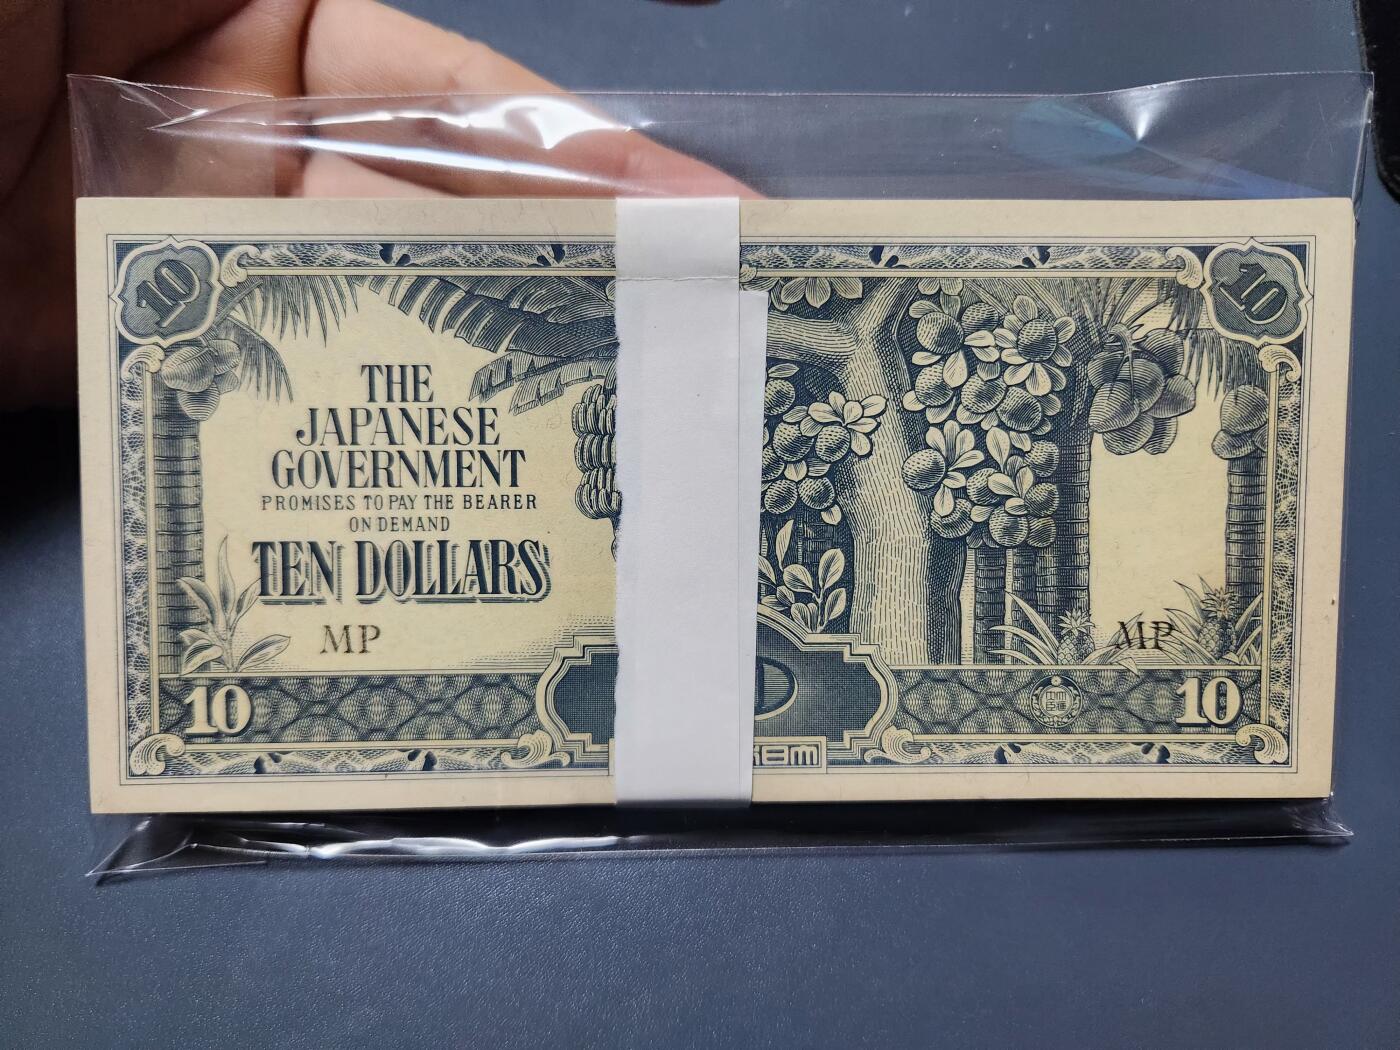 10
10
THE
JAPANESE
GOVERNMENT
PROMISES TO PAY THE BEARER
ON DEMAND
TEN DOLLARS
MP
MP
10
10